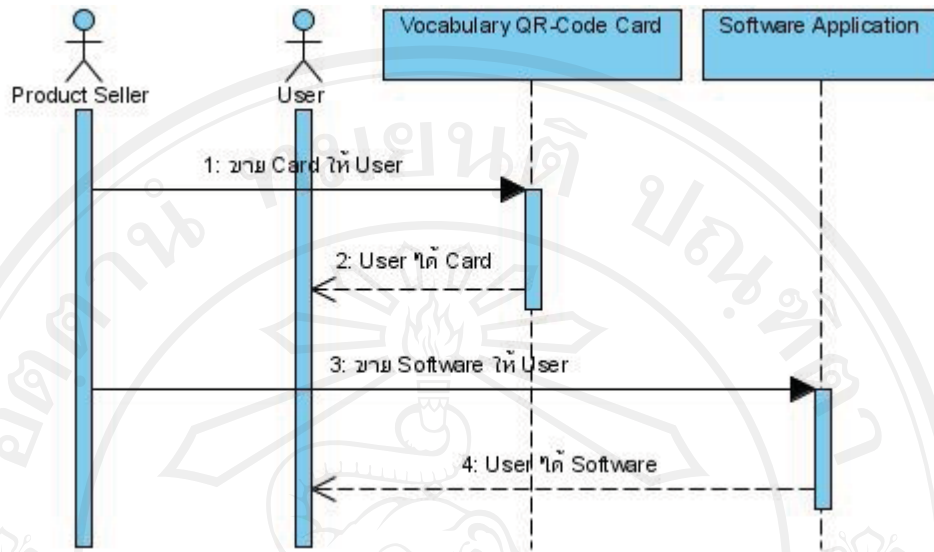 Vocabulary QR-Code Card
Software Application
Product Seller
User
1: ขาย Card ให้ User
2: User ได้ Card
3: ขาย Software ให้ User
4: User ได้ Software